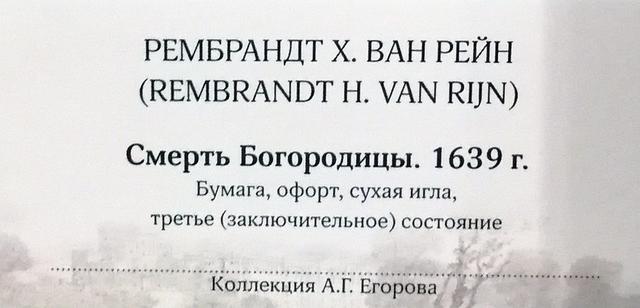 РЕМБРАНДТ Х. ВАН РЕЙН
(REMBRANDT H. VAN RIJN)
Смерть Богородицы. 1639 г.
Бумага, офорт, сухая игла,
третье (заключительное) состояние
Коллекция А.Г. Егорова